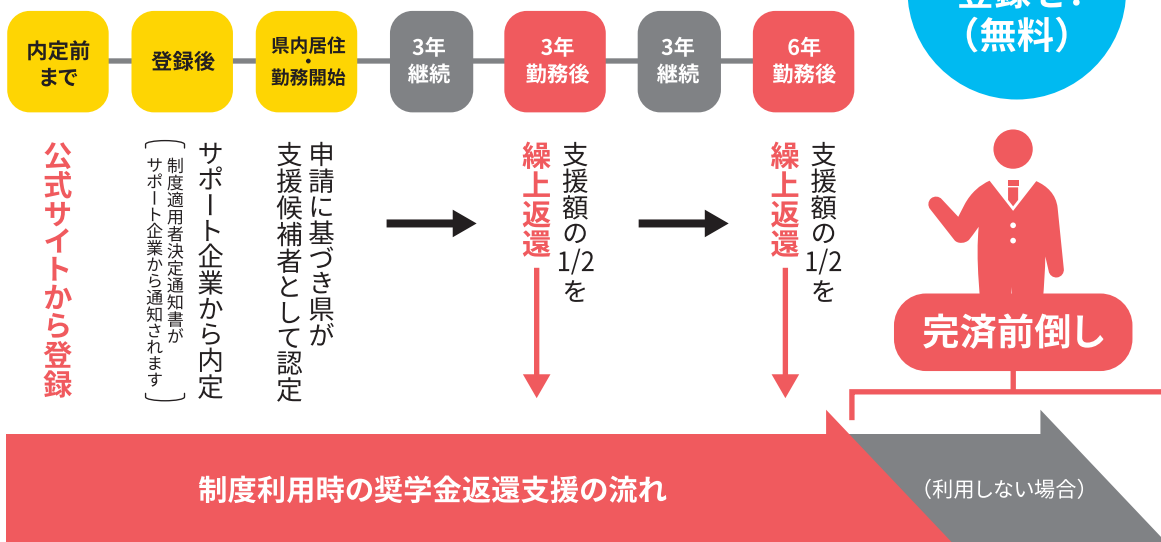 登録を!
（無料）
内定前
まで
登録後
県内居住
・
勤務開始
3年
継続
3年
勤務後
3年
継続
6年
勤務後
公式サイトから登録
サポート企業から内定
（制度適用者決定通知書が
サポート企業から通知されます）
申請に基づき県が
支援候補者として認定
支援額の1/2を
繰上返還
支援額の1/2を
繰上返還
完済前倒し
制度利用時の奨学金返還支援の流れ
（利用しない場合）